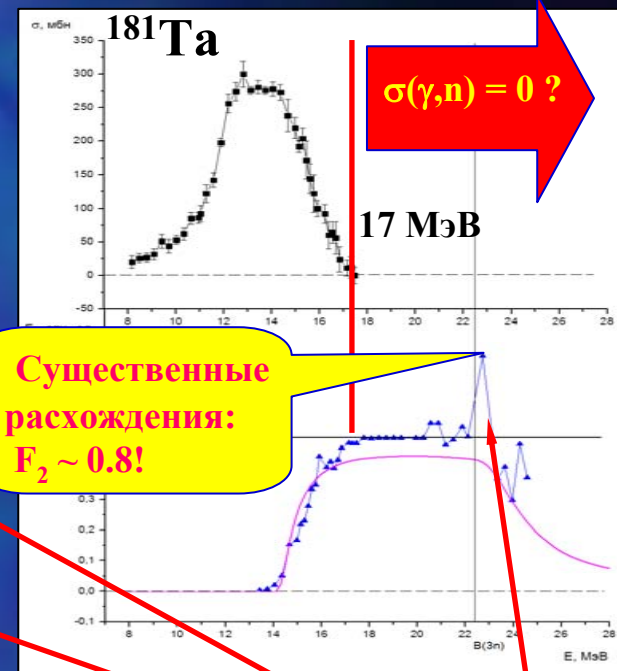 σ, мбн
¹⁸¹Ta
350
300
250
200
150
100
50
0
-50
σ(γ,n) = 0 ?
17 МэВ
8 10 12 14 16 18 20 22 24 26 28
Существенные
расхождения:
F₂ ~ 0.8!
0,3
0,2
0,1
0,0
-0,1
8 10 12 14 16 18 20 22 24 26 28
B(3n)
E, МэВ